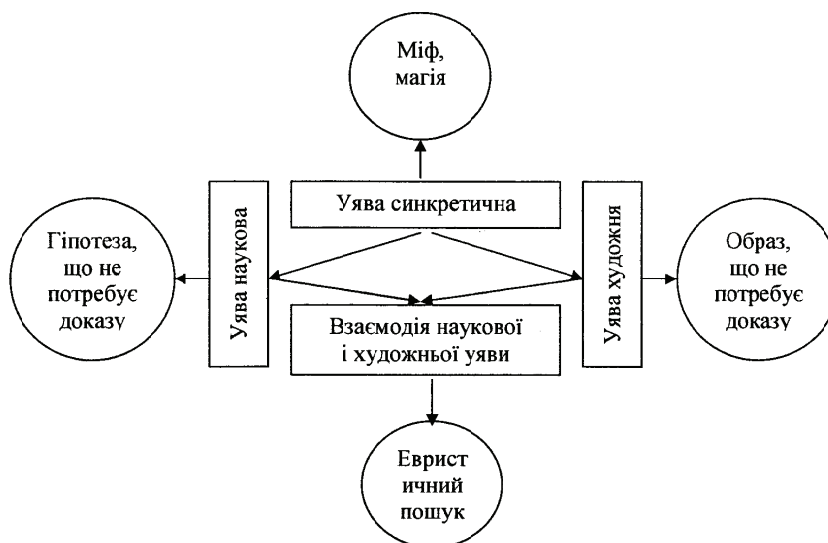 Міф,
магія
Уява синкретична
Гіпотеза,
що не
потребує
доказу
Уява наукова
Уява художня
Образ,
що не
потребує
доказу
Взаємодія наукової
і художньої уяви
Еврист
ичний
пошук